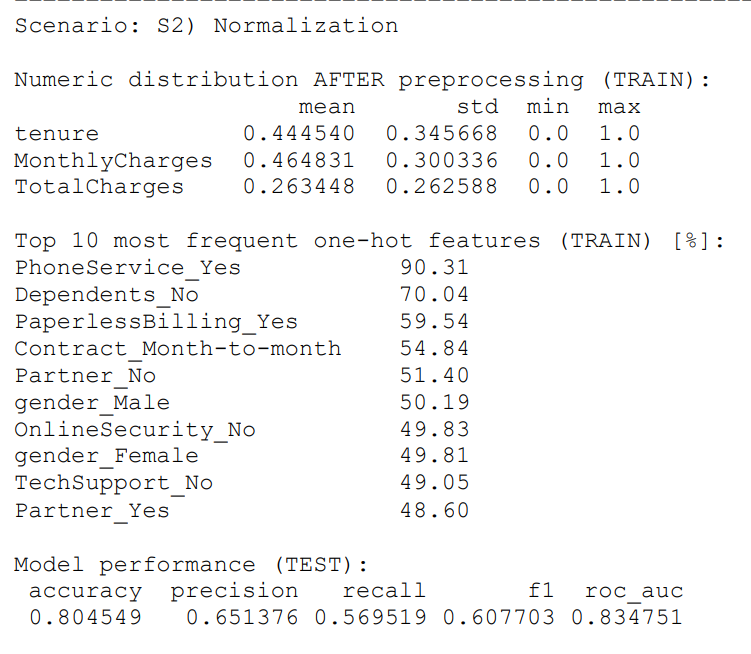 Scenario: S2) Normalization
Numeric distribution AFTER preprocessing (TRAIN):
mean std min max
tenure 0.444540 0.345668 0.0 1.0
MonthlyCharges 0.464831 0.300336 0.0 1.0
TotalCharges 0.263448 0.262588 0.0 1.0
Top 10 most frequent one-hot features (TRAIN) [%]:
PhoneService_Yes 90.31
Dependents_No 70.04
PaperlessBilling_Yes 59.54
Contract_Month-to-month 54.84
Partner_No 51.40
gender_Male 50.19
OnlineSecurity_No 49.83
gender_Female 49.81
TechSupport_No 49.05
Partner_Yes 48.60
Model performance (TEST):
accuracy precision recall f1 roc_auc
0.804549 0.651376 0.569519 0.607703 0.834751